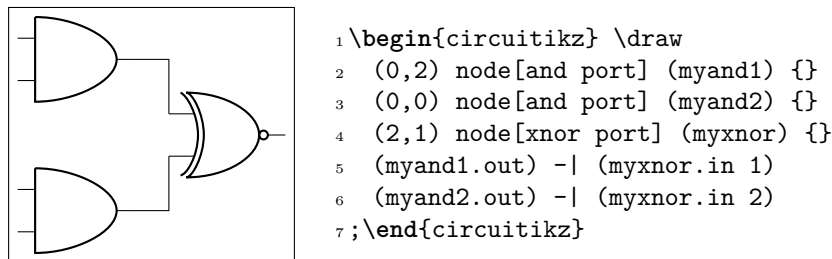 1 \begin{circuitikz} \draw
2 (0,2) node[and port] (myand1) {}
3 (0,0) node[and port] (myand2) {}
4 (2,1) node[xnor port] (myxnor) {}
5 (myand1.out) -| (myxnor.in 1)
6 (myand2.out) -| (myxnor.in 2)
7 ;\end{circuitikz}